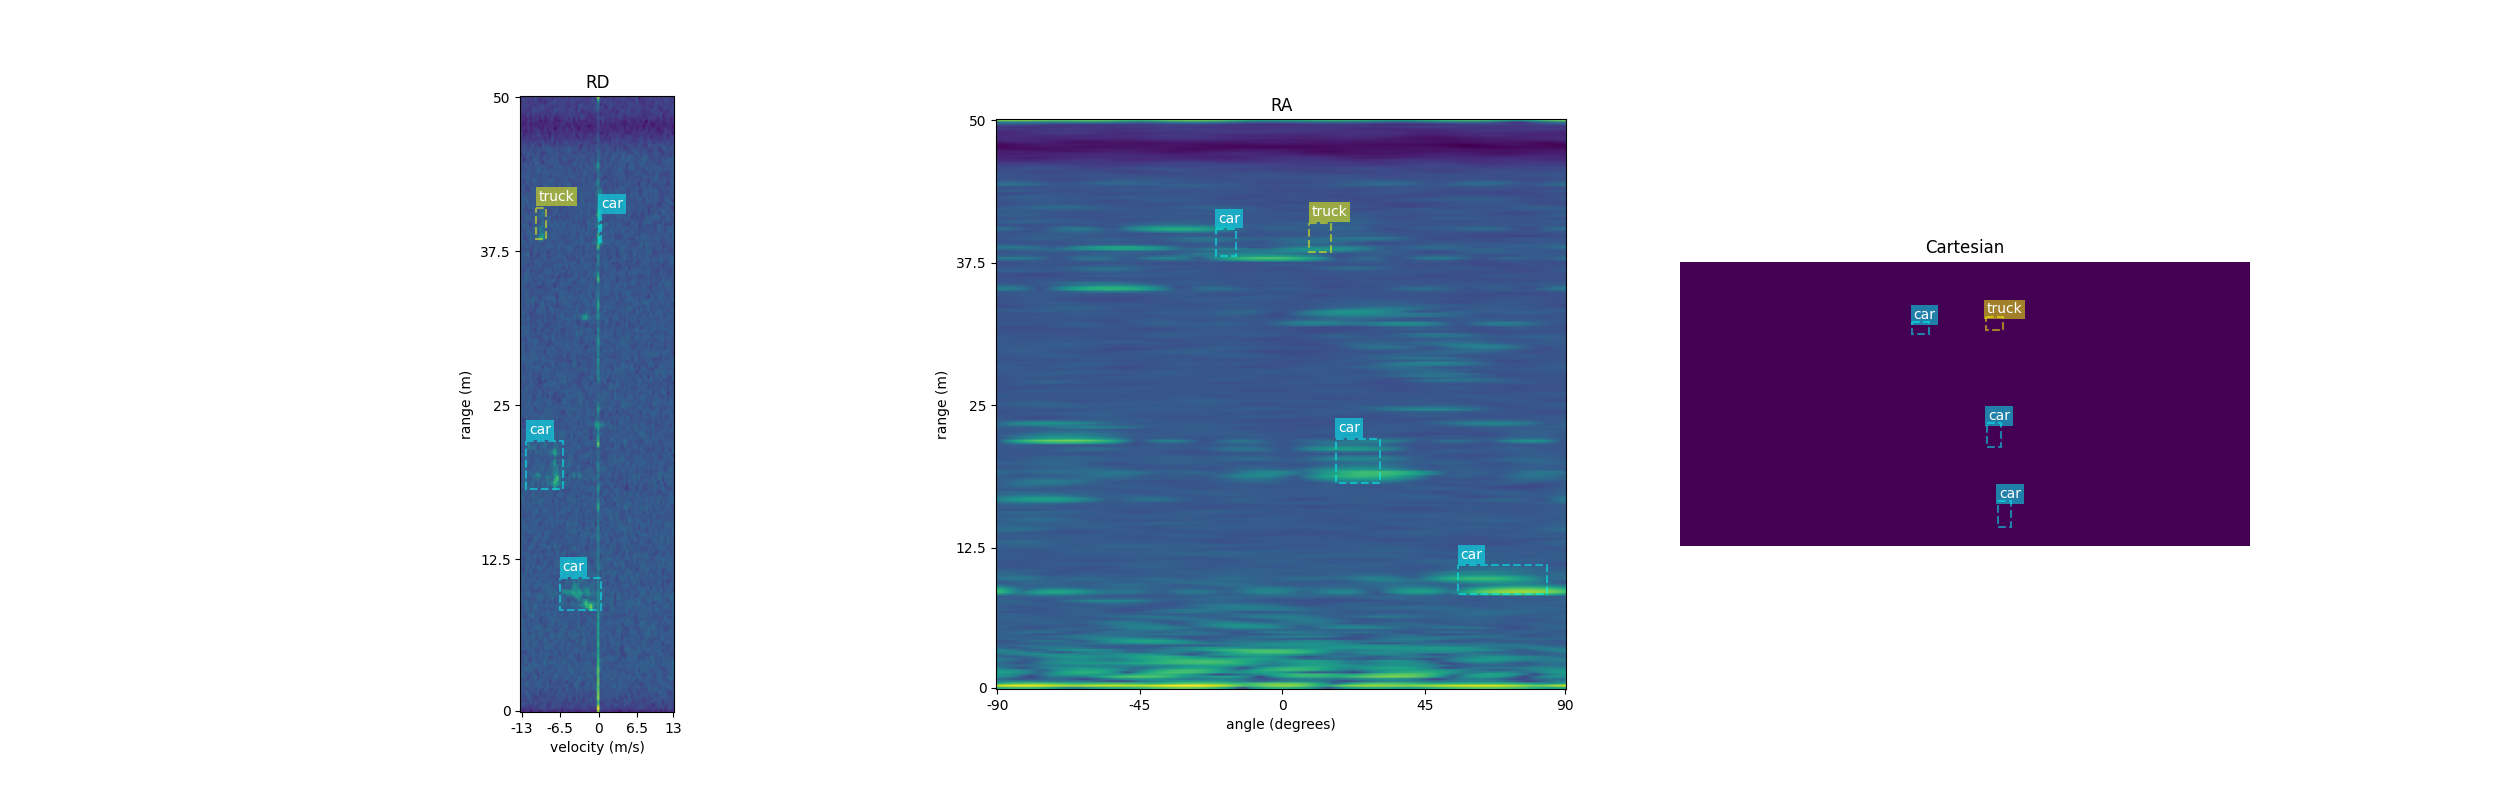 RD
50
37.5
25
12.5
0
range (m)
truck
car
car
car
-13 -6.5 0 6.5 13
velocity (m/s)
RA
50
37.5
25
12.5
0
range (m)
car
truck
car
car
-90 -45 0 45 90
angle (degrees)
Cartesian
car
truck
car
car